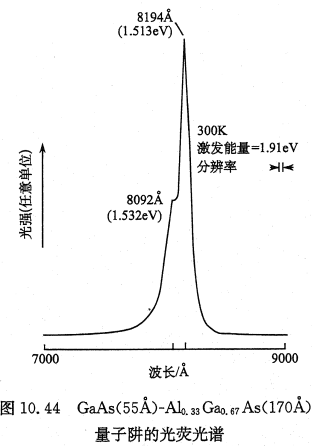 8194Å
(1.513eV)
300K
激发能量=1.91eV
分辨率
8092Å
(1.532eV)
光强(任意单位)
7000
9000
波长/Å
图 10.44 GaAs(55Å)-Al0.33Ga0.67As(170Å)
量子阱的光荧光谱